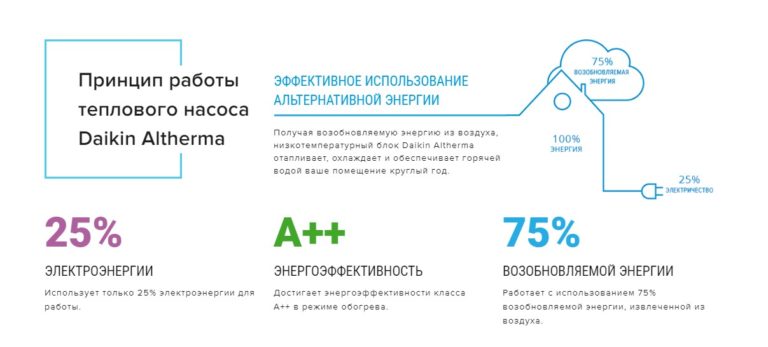 Принцип работы
теплового насоса
Daikin Altherma
ЭФФЕКТИВНОЕ ИСПОЛЬЗОВАНИЕ
АЛЬТЕРНАТИВНОЙ ЭНЕРГИИ
Получая возобновляемую энергию из воздуха,
низкотемпературный блок Daikin Altherma
отапливает, охлаждает и обеспечивает горячей
водой ваше помещение круглый год.
75%
ВОЗОБНОВЛЯЕМАЯ
ЭНЕРГИЯ
100%
ЭНЕРГИЯ
25%
ЭЛЕКТРИЧЕСТВО
25%
ЭЛЕКТРОЭНЕРГИИ
Использует только 25% электроэнергии для
работы.
A++
ЭНЕРГОЭФФЕКТИВНОСТЬ
Достигает энергоэффективности класса
A++ в режиме обогрева.
75%
ВОЗОБНОВЛЯЕМОЙ ЭНЕРГИИ
Работает с использованием 75%
возобновляемой энергии, извлеченной из
воздуха.